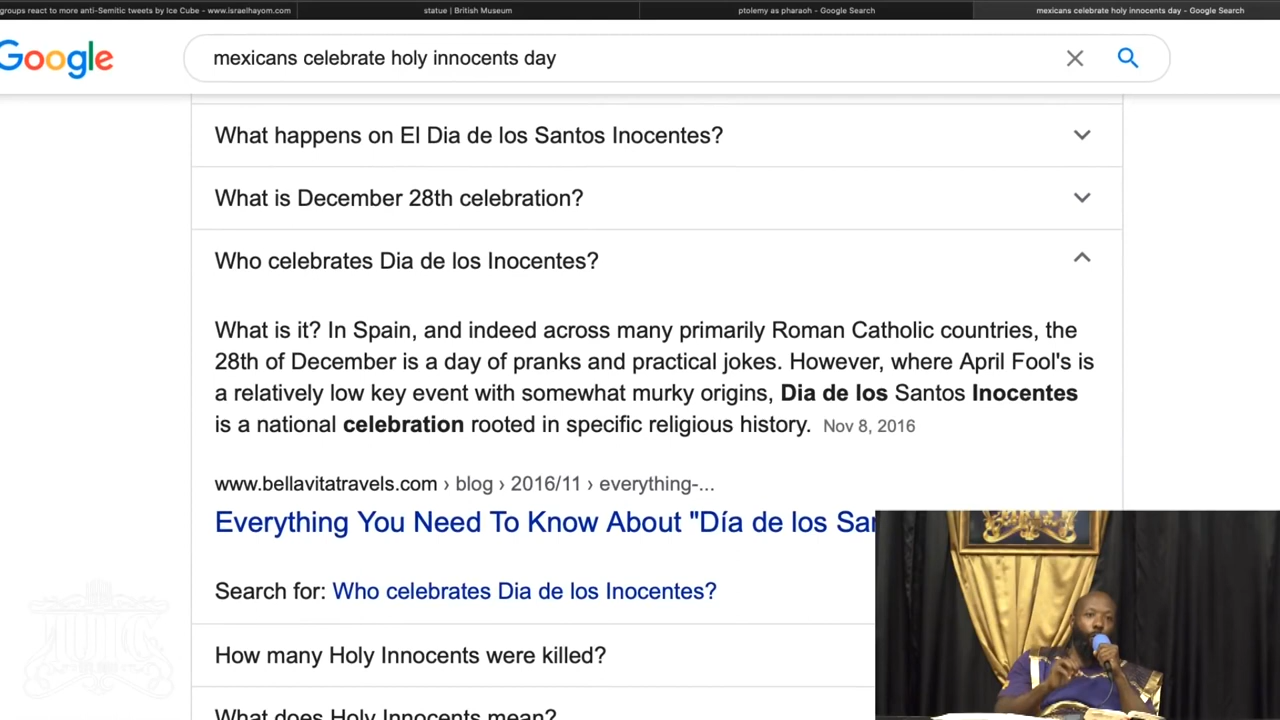 groups react to more anti-Semitic tweets by Ice Cube - www.israelhayom.com
statue | British Museum
ptolemy as pharaoh - Google Search
mexicans celebrate holy innocents day - Google Search
Google
mexicans celebrate holy innocents day
What happens on El Dia de los Santos Inocentes?
What is December 28th celebration?
Who celebrates Dia de los Inocentes?
What is it? In Spain, and indeed across many primarily Roman Catholic countries, the
28th of December is a day of pranks and practical jokes. However, where April Fool's is
a relatively low key event with somewhat murky origins, Dia de los Santos Inocentes
is a national celebration rooted in specific religious history. Nov 8, 2016
www.bellavitatravels.com › blog › 2016/11 › everything-...
Everything You Need To Know About "Día de los Sa
Search for: Who celebrates Dia de los Inocentes?
How many Holy Innocents were killed?
What does Holy Innocents mean?
IUIC